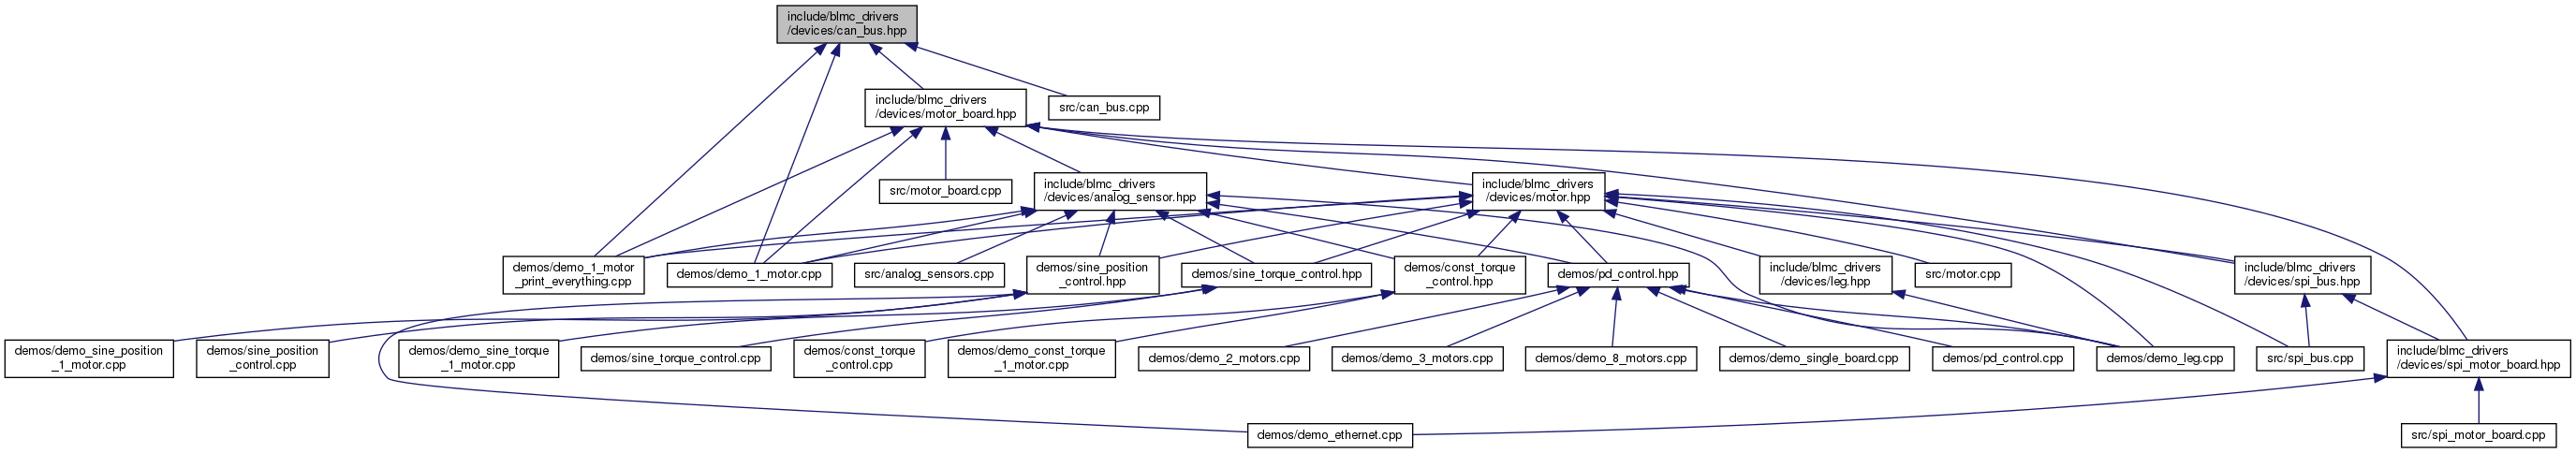 include/blmc_drivers
/devices/can_bus.hpp
include/blmc_drivers
/devices/motor_board.hpp
src/can_bus.cpp
src/motor_board.cpp
include/blmc_drivers
/devices/analog_sensor.hpp
include/blmc_drivers
/devices/motor.hpp
demos/demo_1_motor
_print_everything.cpp
demos/demo_1_motor.cpp
src/analog_sensors.cpp
demos/sine_position
_control.hpp
demos/sine_torque_control.hpp
demos/const_torque
_control.hpp
demos/pd_control.hpp
include/blmc_drivers
/devices/leg.hpp
src/motor.cpp
include/blmc_drivers
/devices/spi_bus.hpp
demos/demo_sine_position
_1_motor.cpp
demos/sine_position
_control.cpp
demos/demo_sine_torque
_1_motor.cpp
demos/sine_torque_control.cpp
demos/const_torque
_control.cpp
demos/demo_const_torque
_1_motor.cpp
demos/demo_2_motors.cpp
demos/demo_3_motors.cpp
demos/demo_8_motors.cpp
demos/demo_single_board.cpp
demos/pd_control.cpp
demos/demo_leg.cpp
src/spi_bus.cpp
include/blmc_drivers
/devices/spi_motor_board.hpp
demos/demo_ethernet.cpp
src/spi_motor_board.cpp